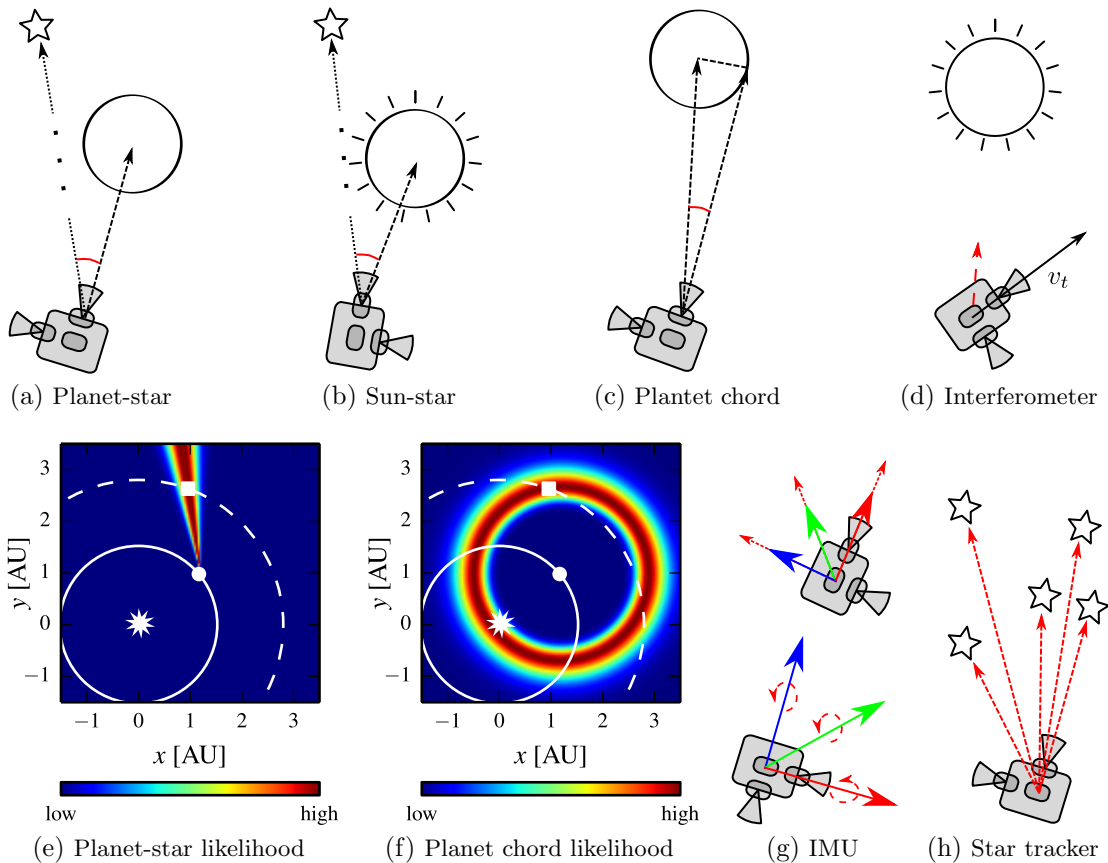 (a) Planet-star
(b) Sun-star
(c) Plantet chord
v_t
(d) Interferometer
3
2
1
0
−1
y [AU]
−1 0 1 2 3
x [AU]
low high
(e) Planet-star likelihood
3
2
1
0
−1
y [AU]
−1 0 1 2 3
x [AU]
low high
(f) Planet chord likelihood
(g) IMU
(h) Star tracker